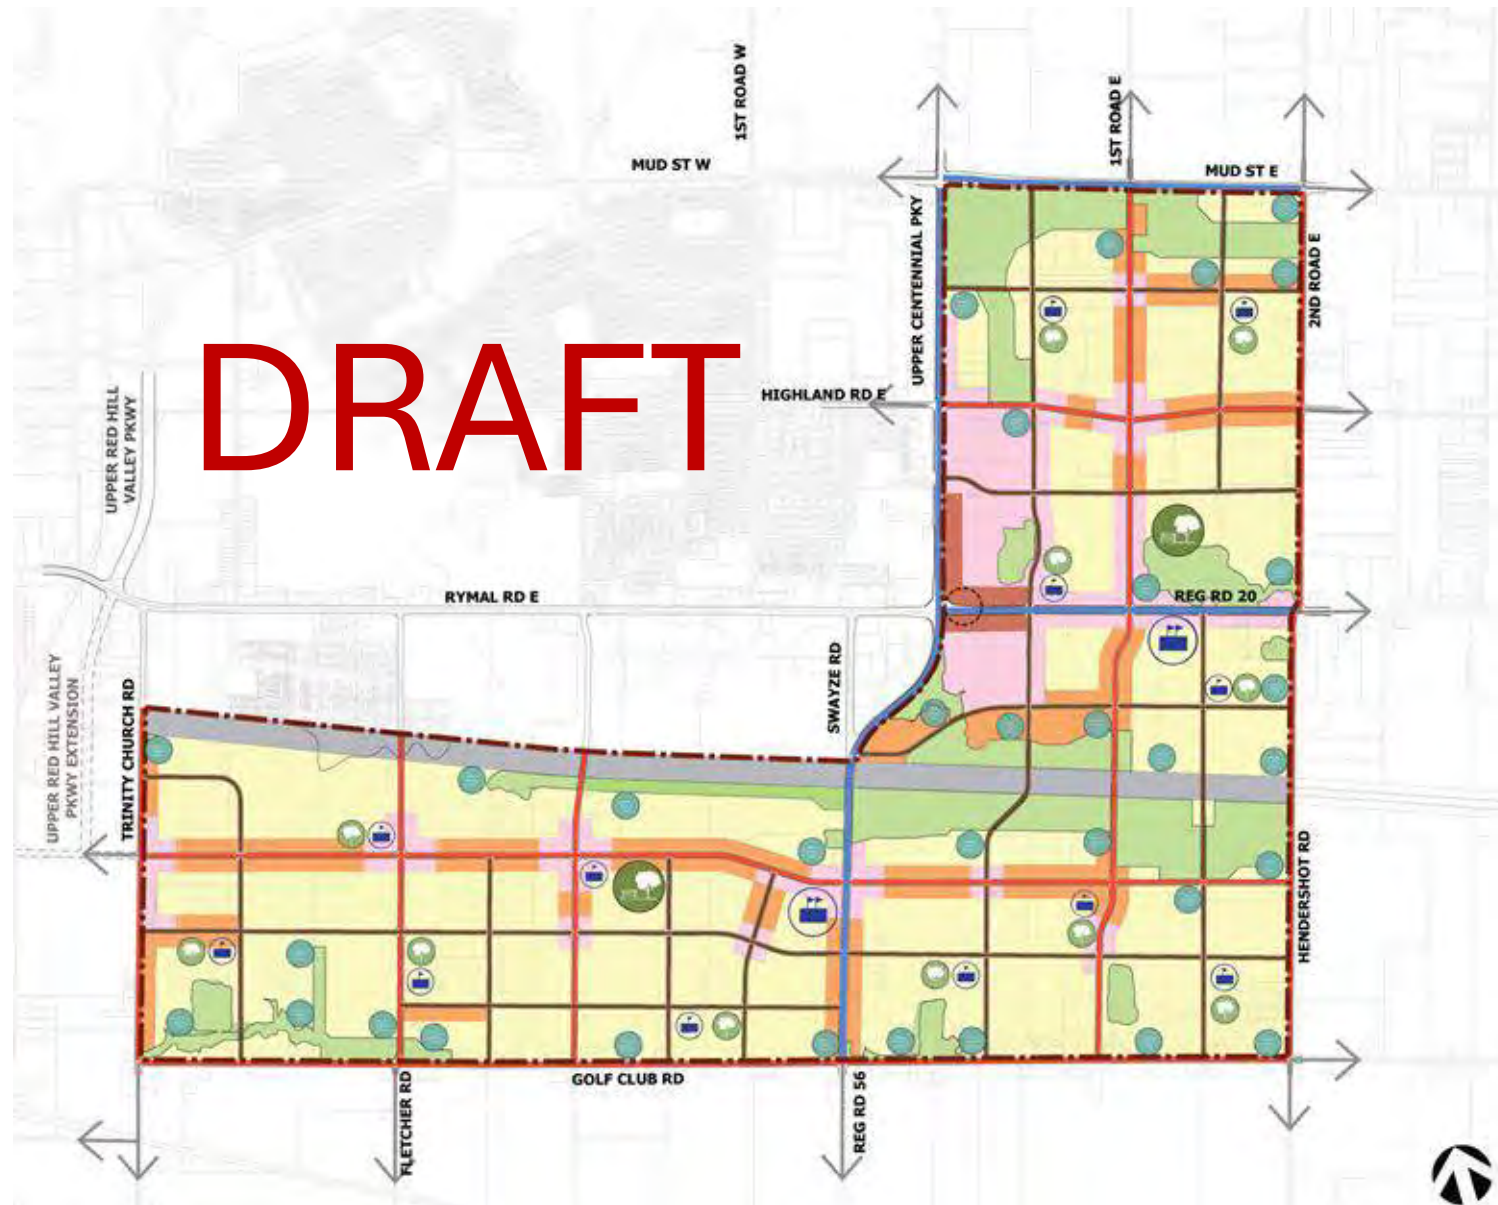 1ST ROAD W
1ST ROAD E
MUD ST W
MUD ST E
UPPER CENTENNIAL PKY
2ND ROAD E
DRAFT
HIGHLAND RD E
UPPER RED HILL
VALLEY PKWY
RYMAL RD E
REG RD 20
SWAYZE RD
UPPER RED HILL VALLEY
PKWY EXTENSION
TRINITY CHURCH RD
HENDERSHOT RD
GOLF CLUB RD
FLETCHER RD
REG RD 56